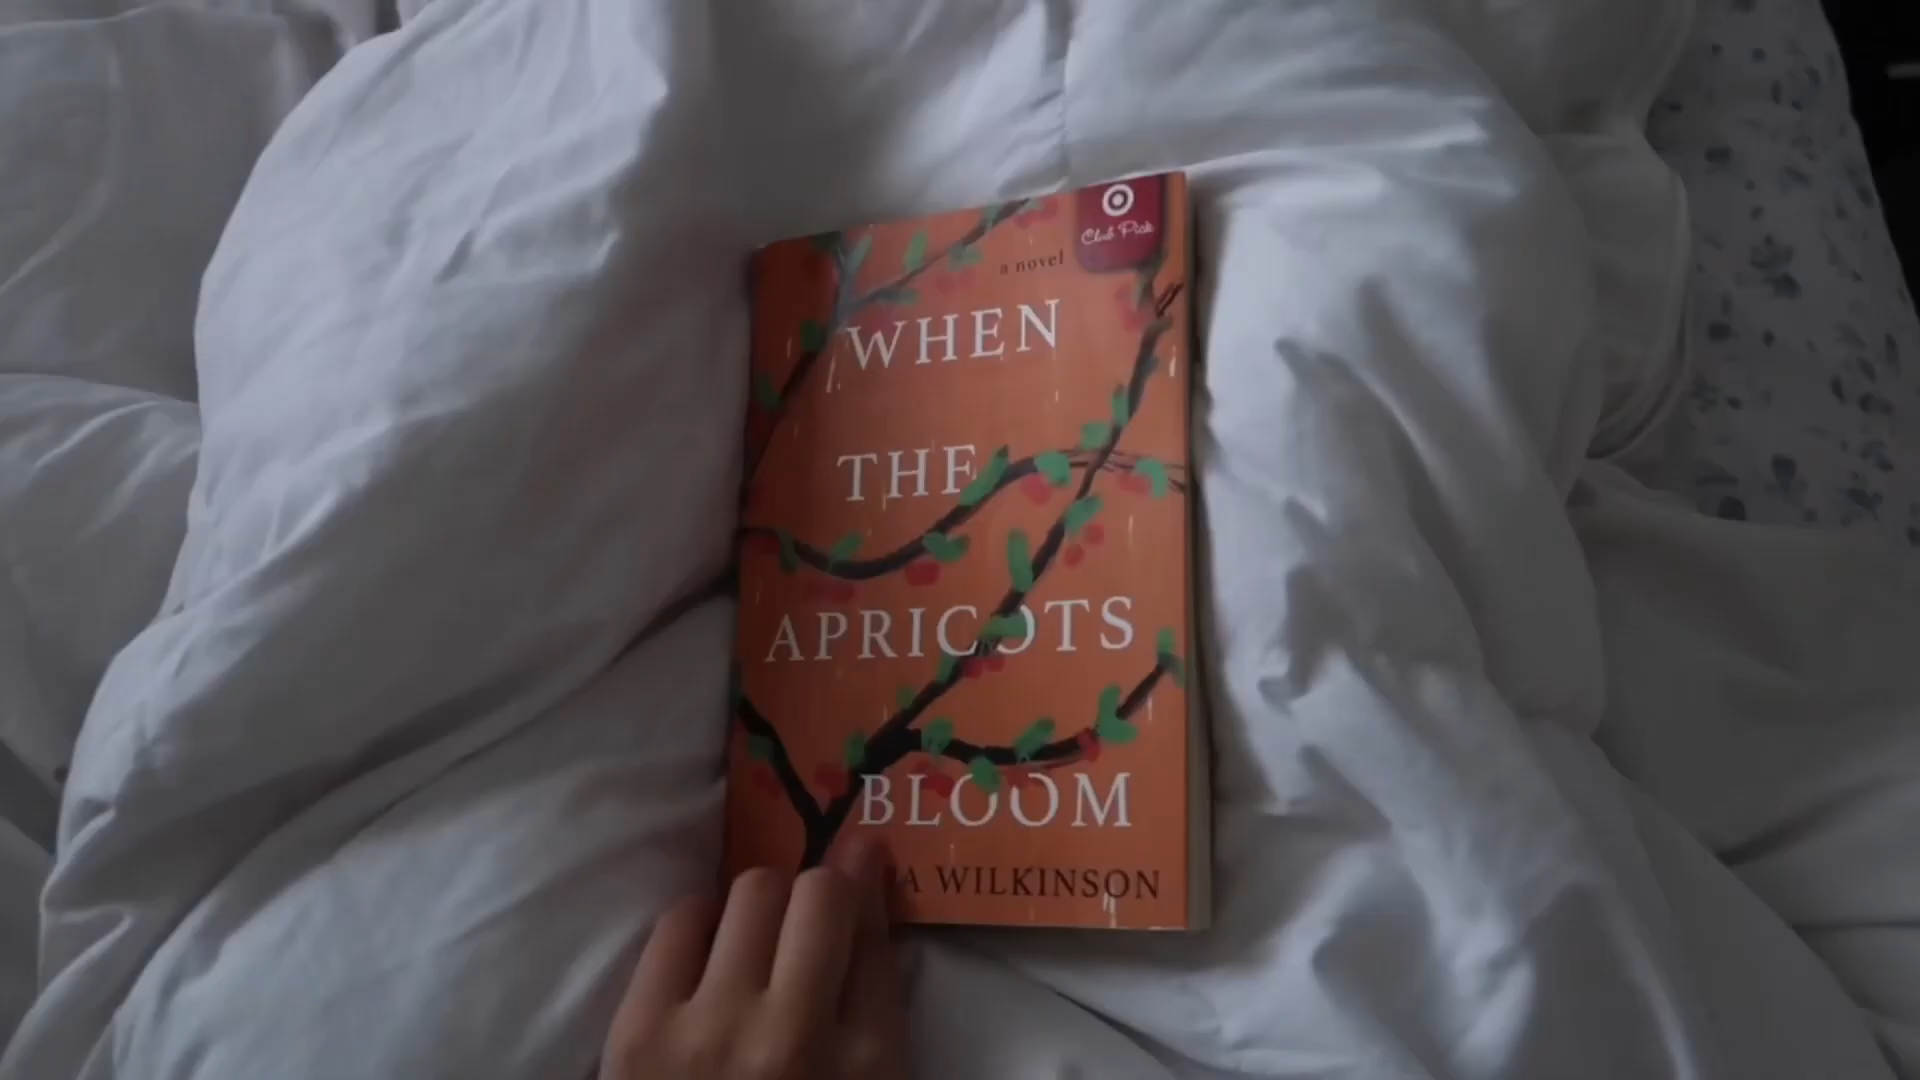 Club Pick
a novel
WHEN
THE
APRICOTS
BLOOM
A WILKINSON